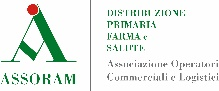 ASSORAM
DISTRIBUZIONE
PRIMARIA
FARMA e
SALUTE
Associazione Operatori
Commerciali e Logistici